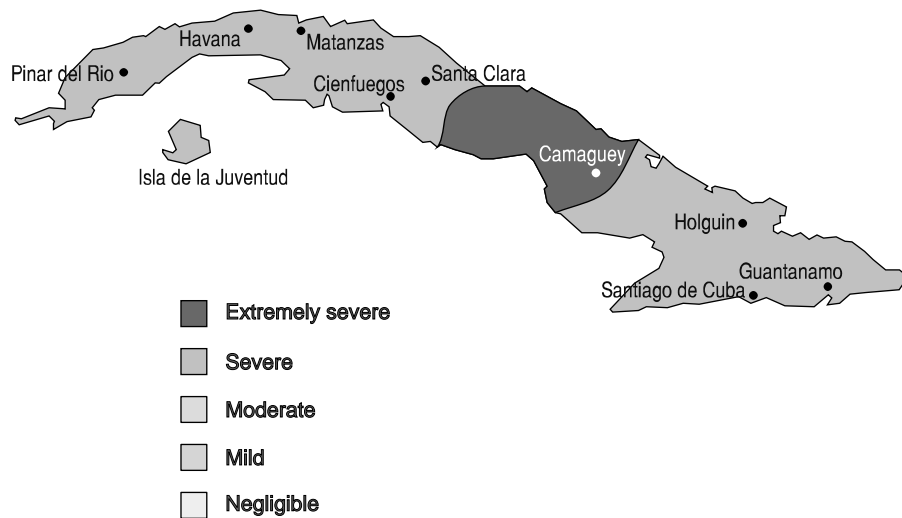 Havana
Matanzas
Pinar del Rio
Santa Clara
Cienfuegos
Camaguey
Isla de la Juventud
Holguin
Guantanamo
Santiago de Cuba
Extremely severe
Severe
Moderate
Mild
Negligible